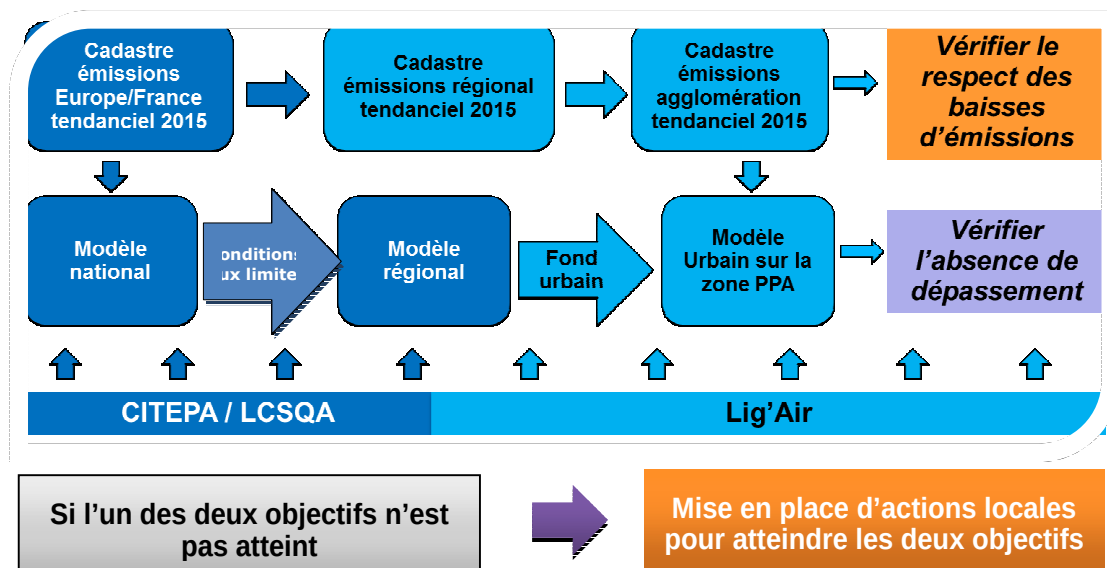 Cadastre
émissions
Europe/France
tendanciel 2015
Cadastre
émissions régional
tendanciel 2015
Cadastre
émissions
agglomération
tendanciel 2015
Vérifier le
respect des
baisses
d’émissions
Modèle
national
onditions
ux limite
Modèle
régional
Fond
urbain
Modèle
Urbain sur la
zone PPA
Vérifier
l’absence de
dépassement
CITEPA / LCSQA
Lig’Air
Si l’un des deux objectifs n’est
pas atteint
Mise en place d’actions locales
pour atteindre les deux objectifs